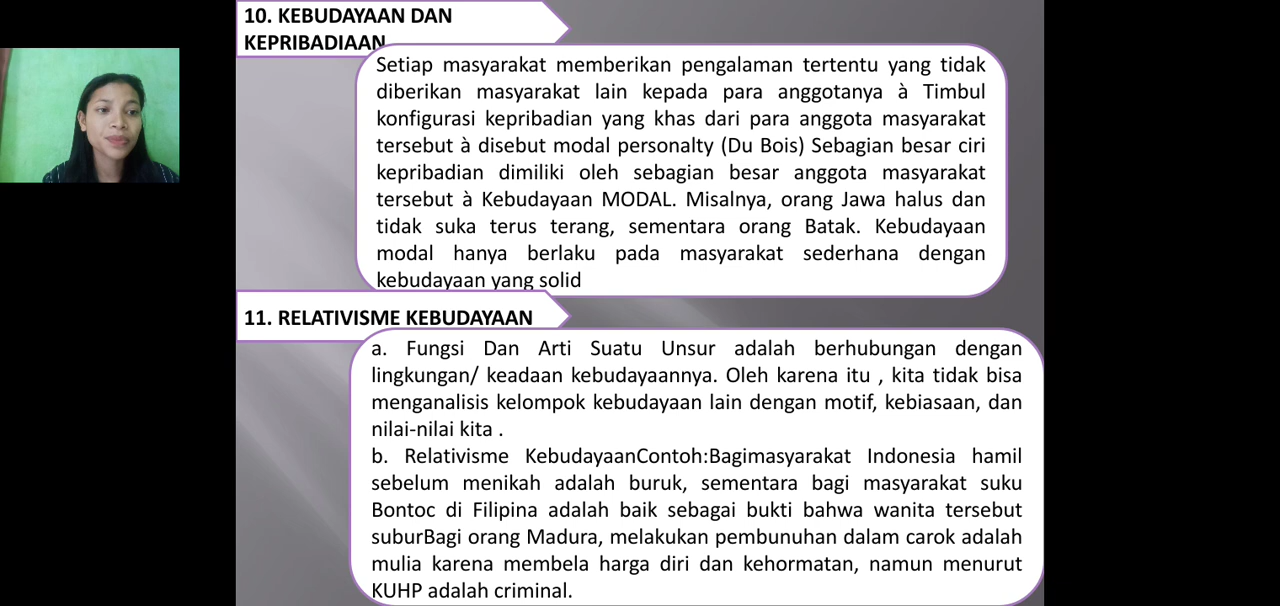 10. KEBUDAYAAN DAN
KEPRIBADIAAN
Setiap masyarakat memberikan pengalaman tertentu yang tidak
diberikan masyarakat lain kepada para anggotanya à Timbul
konfigurasi kepribadian yang khas dari para anggota masyarakat
tersebut à disebut modal personalty (Du Bois) Sebagian besar ciri
kepribadian dimiliki oleh sebagian besar anggota masyarakat
tersebut à Kebudayaan MODAL. Misalnya, orang Jawa halus dan
tidak suka terus terang, sementara orang Batak. Kebudayaan
modal hanya berlaku pada masyarakat sederhana dengan
kebudayaan yang solid
11. RELATIVISME KEBUDAYAAN
a. Fungsi Dan Arti Suatu Unsur adalah berhubungan dengan
lingkungan/ keadaan kebudayaannya. Oleh karena itu , kita tidak bisa
menganalisis kelompok kebudayaan lain dengan motif, kebiasaan, dan
nilai-nilai kita .
b. Relativisme KebudayaanContoh:Bagimasyarakat Indonesia hamil
sebelum menikah adalah buruk, sementara bagi masyarakat suku
Bontoc di Filipina adalah baik sebagai bukti bahwa wanita tersebut
suburBagi orang Madura, melakukan pembunuhan dalam carok adalah
mulia karena membela harga diri dan kehormatan, namun menurut
KUHP adalah criminal.